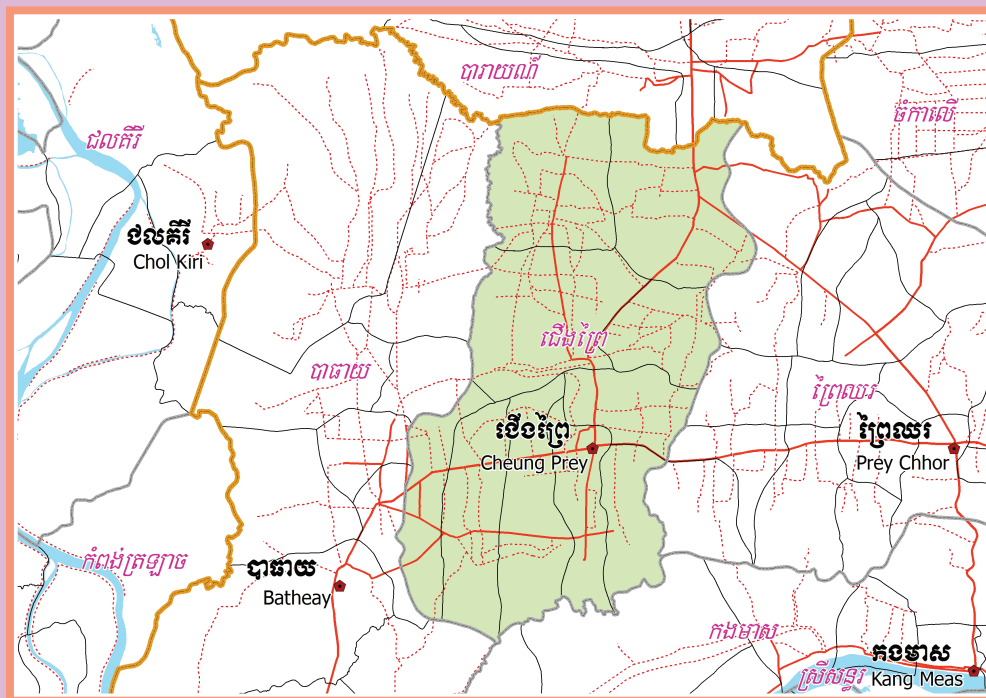 បារាយណ៍
ចំការលើ
ជលគីរី
ជលគីរី
Chol Kiri
ជើងព្រៃ
បាធាយ
ព្រៃឈរ
ជើងព្រៃ
Cheung Prey
ព្រៃឈរ
Prey Chhor
កំពង់ត្រឡាច
បាធាយ
Batheay
កងមាស
កងមាស
Kang Meas
ស្រីសន្ធរ